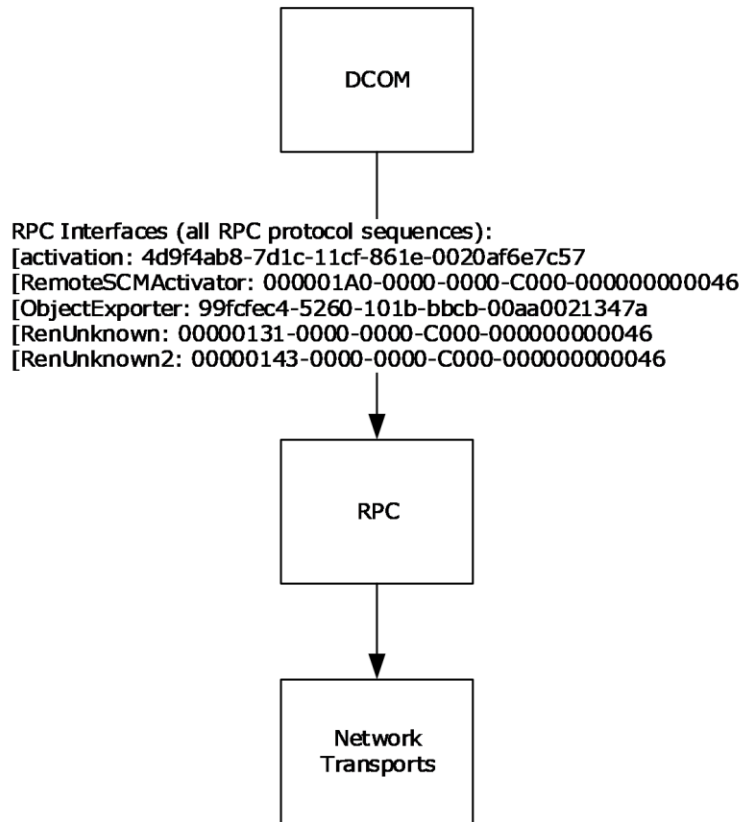 DCOM
RPC Interfaces (all RPC protocol sequences):
[activation: 4d9f4ab8-7d1c-11cf-861e-0020af6e7c57
[RemoteSCMActivator: 000001A0-0000-0000-C000-000000000046
[ObjectExporter: 99fcfec4-5260-101b-bbcb-00aa0021347a
[RenUnknown: 00000131-0000-0000-C000-000000000046
[RenUnknown2: 00000143-0000-0000-C000-000000000046
RPC
Network
Transports